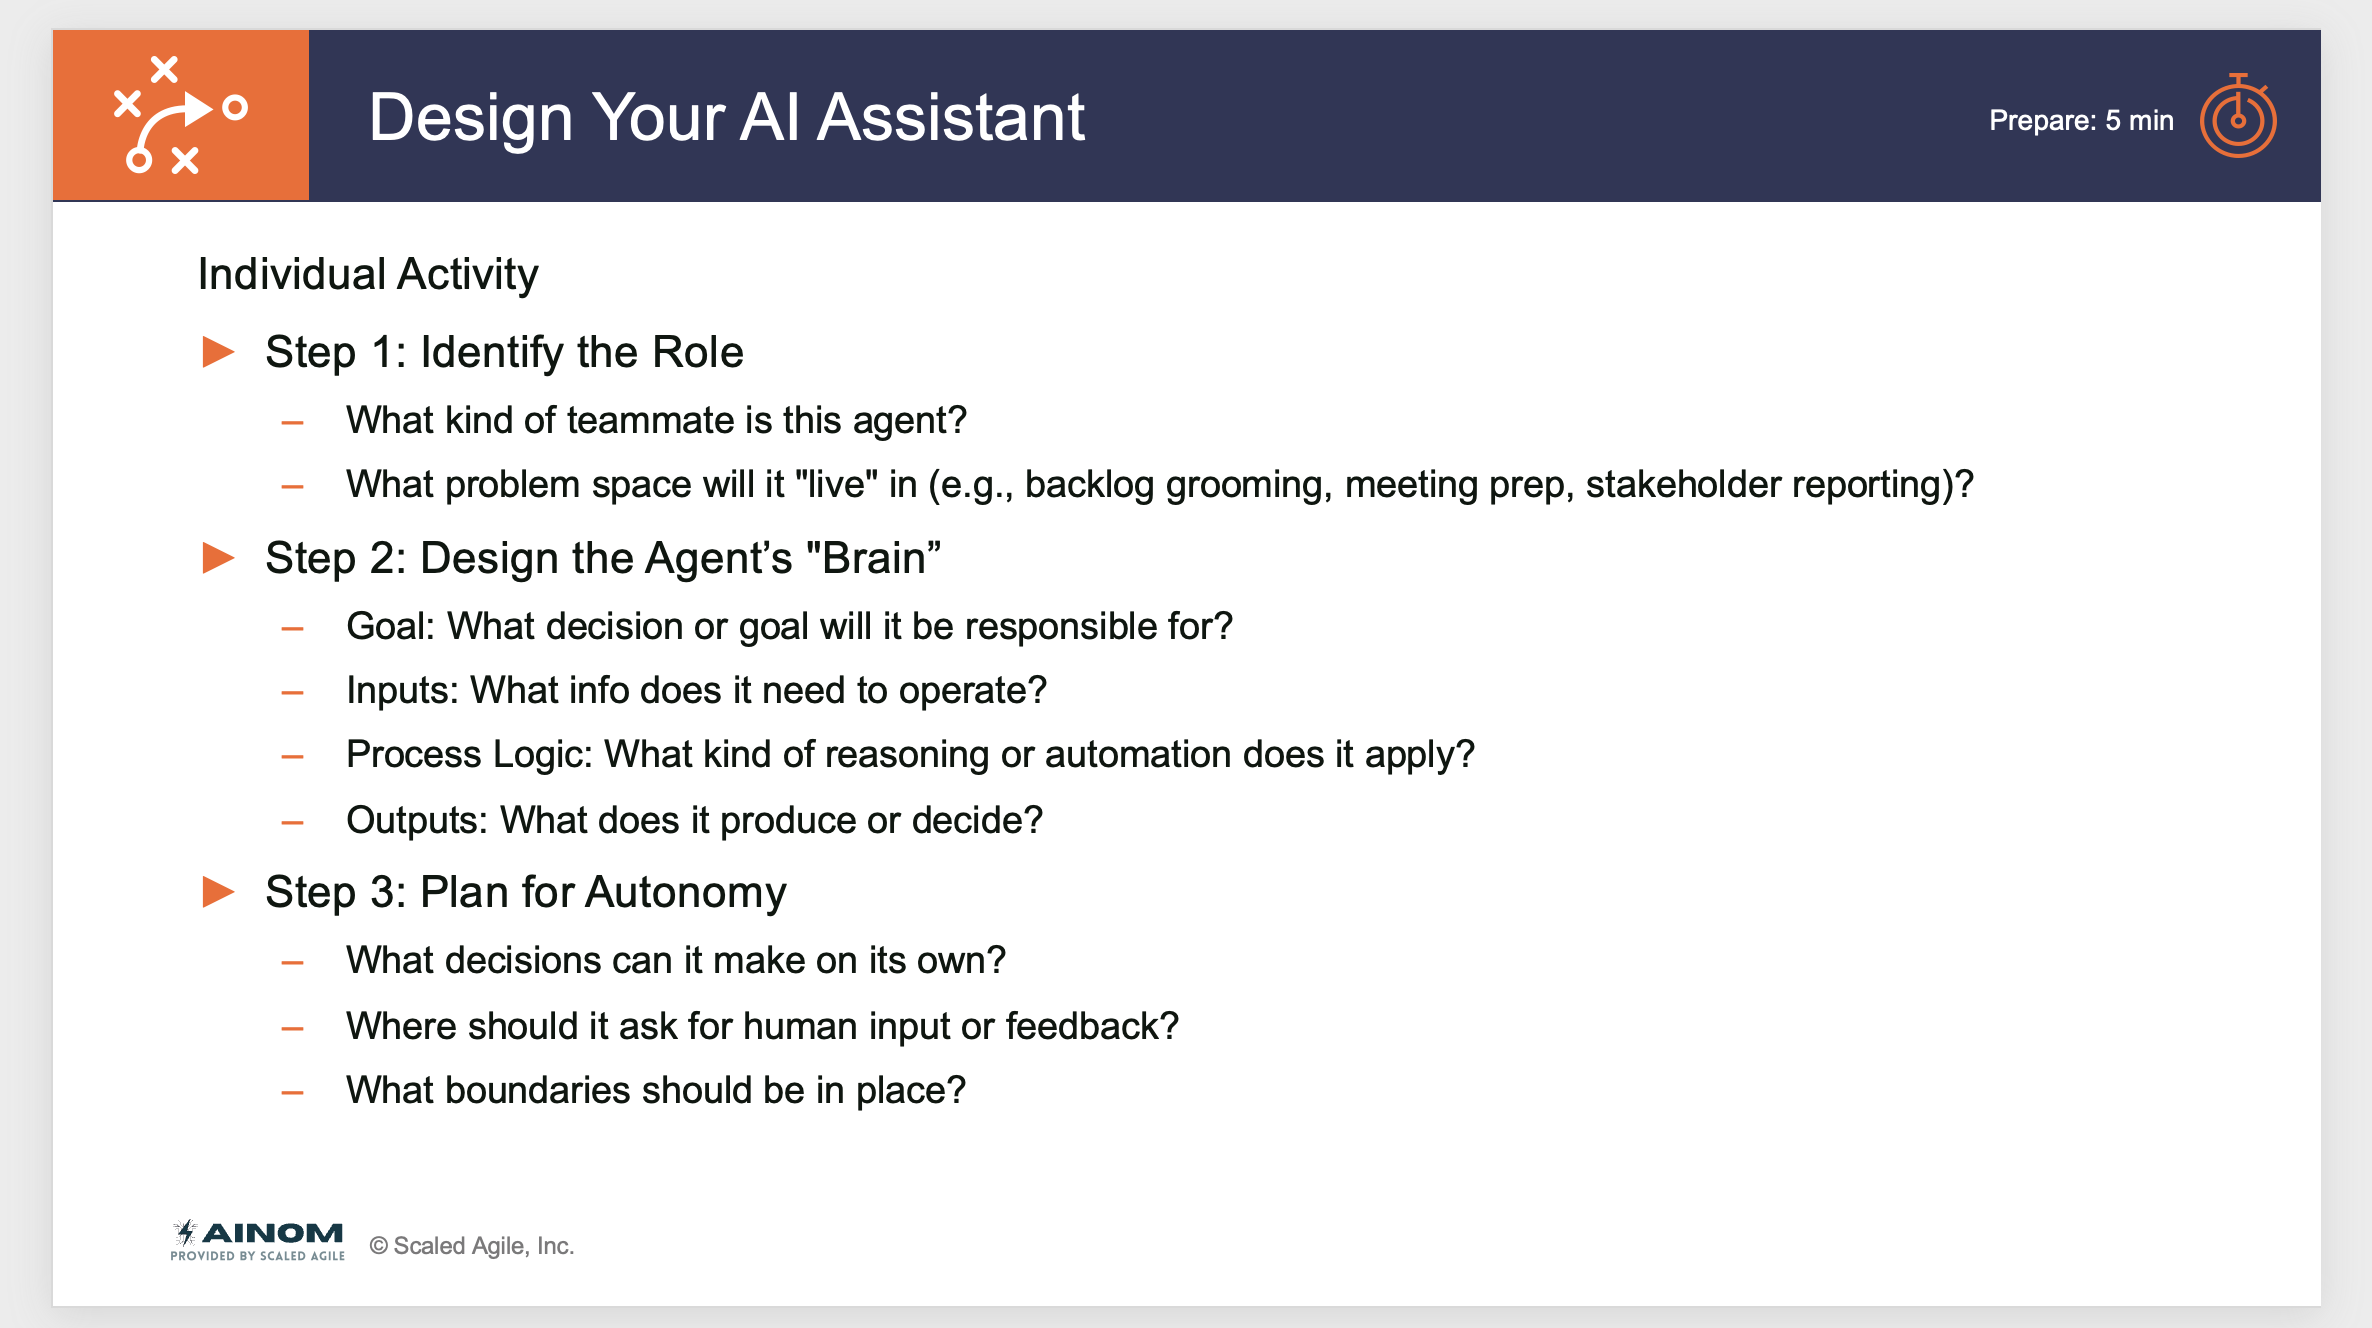 Design Your AI Assistant
Prepare: 5 min
Individual Activity
Step 1: Identify the Role
– What kind of teammate is this agent?
– What problem space will it "live" in (e.g., backlog grooming, meeting prep, stakeholder reporting)?
Step 2: Design the Agent’s "Brain”
– Goal: What decision or goal will it be responsible for?
– Inputs: What info does it need to operate?
– Process Logic: What kind of reasoning or automation does it apply?
– Outputs: What does it produce or decide?
Step 3: Plan for Autonomy
– What decisions can it make on its own?
– Where should it ask for human input or feedback?
– What boundaries should be in place?
AINOM
PROVIDED BY SCALED AGILE
© Scaled Agile, Inc.